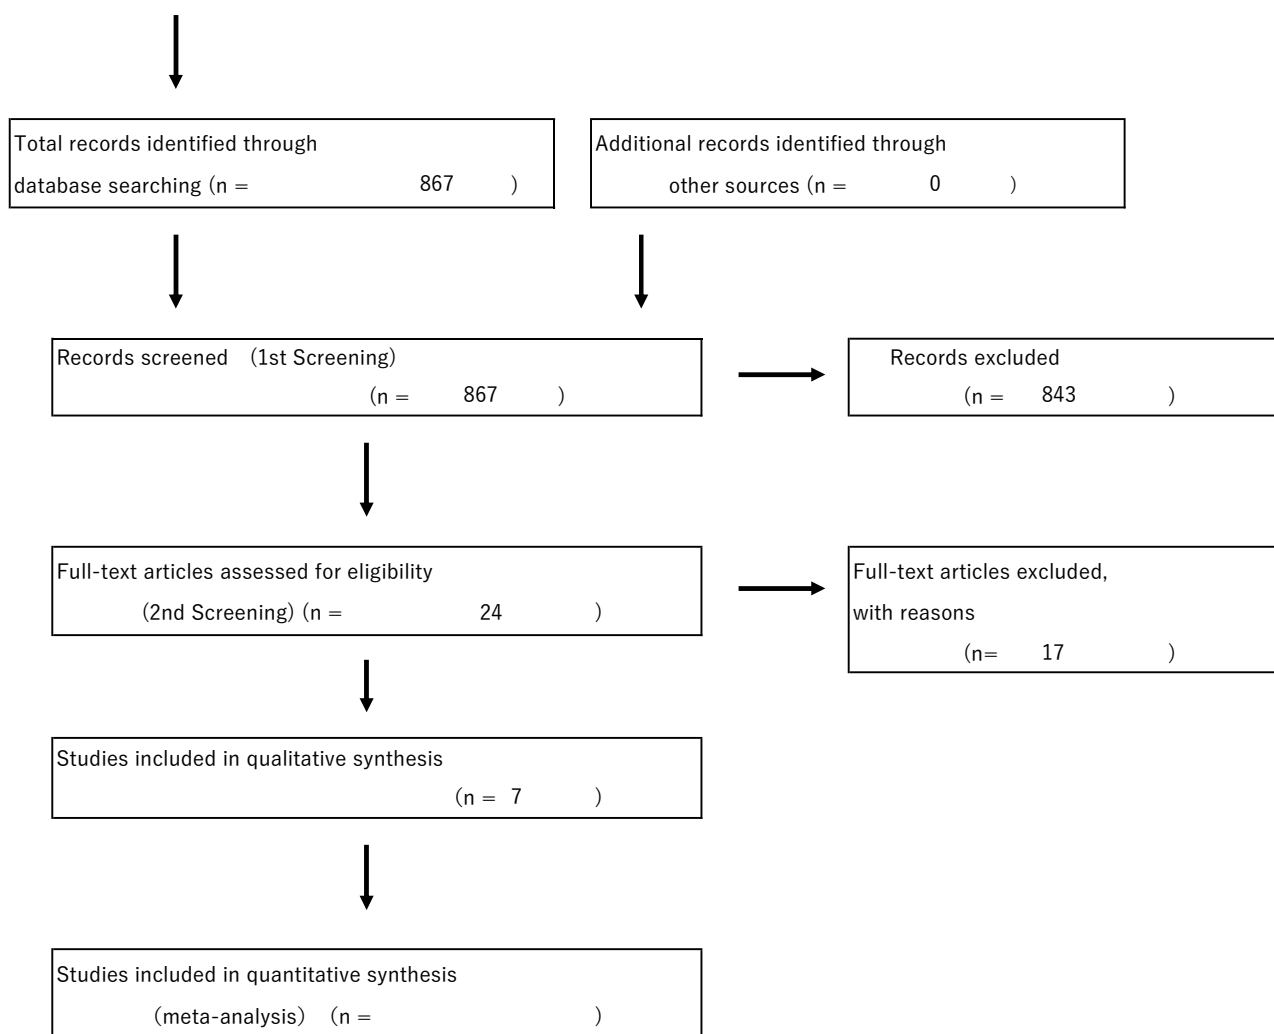 Total records identified through
database searching (n = 867 )
Additional records identified through
other sources (n = 0 )
Records screened (1st Screening)
(n = 867 )
Records excluded
(n = 843 )
Full-text articles assessed for eligibility
(2nd Screening) (n = 24 )
Full-text articles excluded,
with reasons
(n= 17 )
Studies included in qualitative synthesis
(n = 7 )
Studies included in quantitative synthesis
(meta-analysis) (n = )